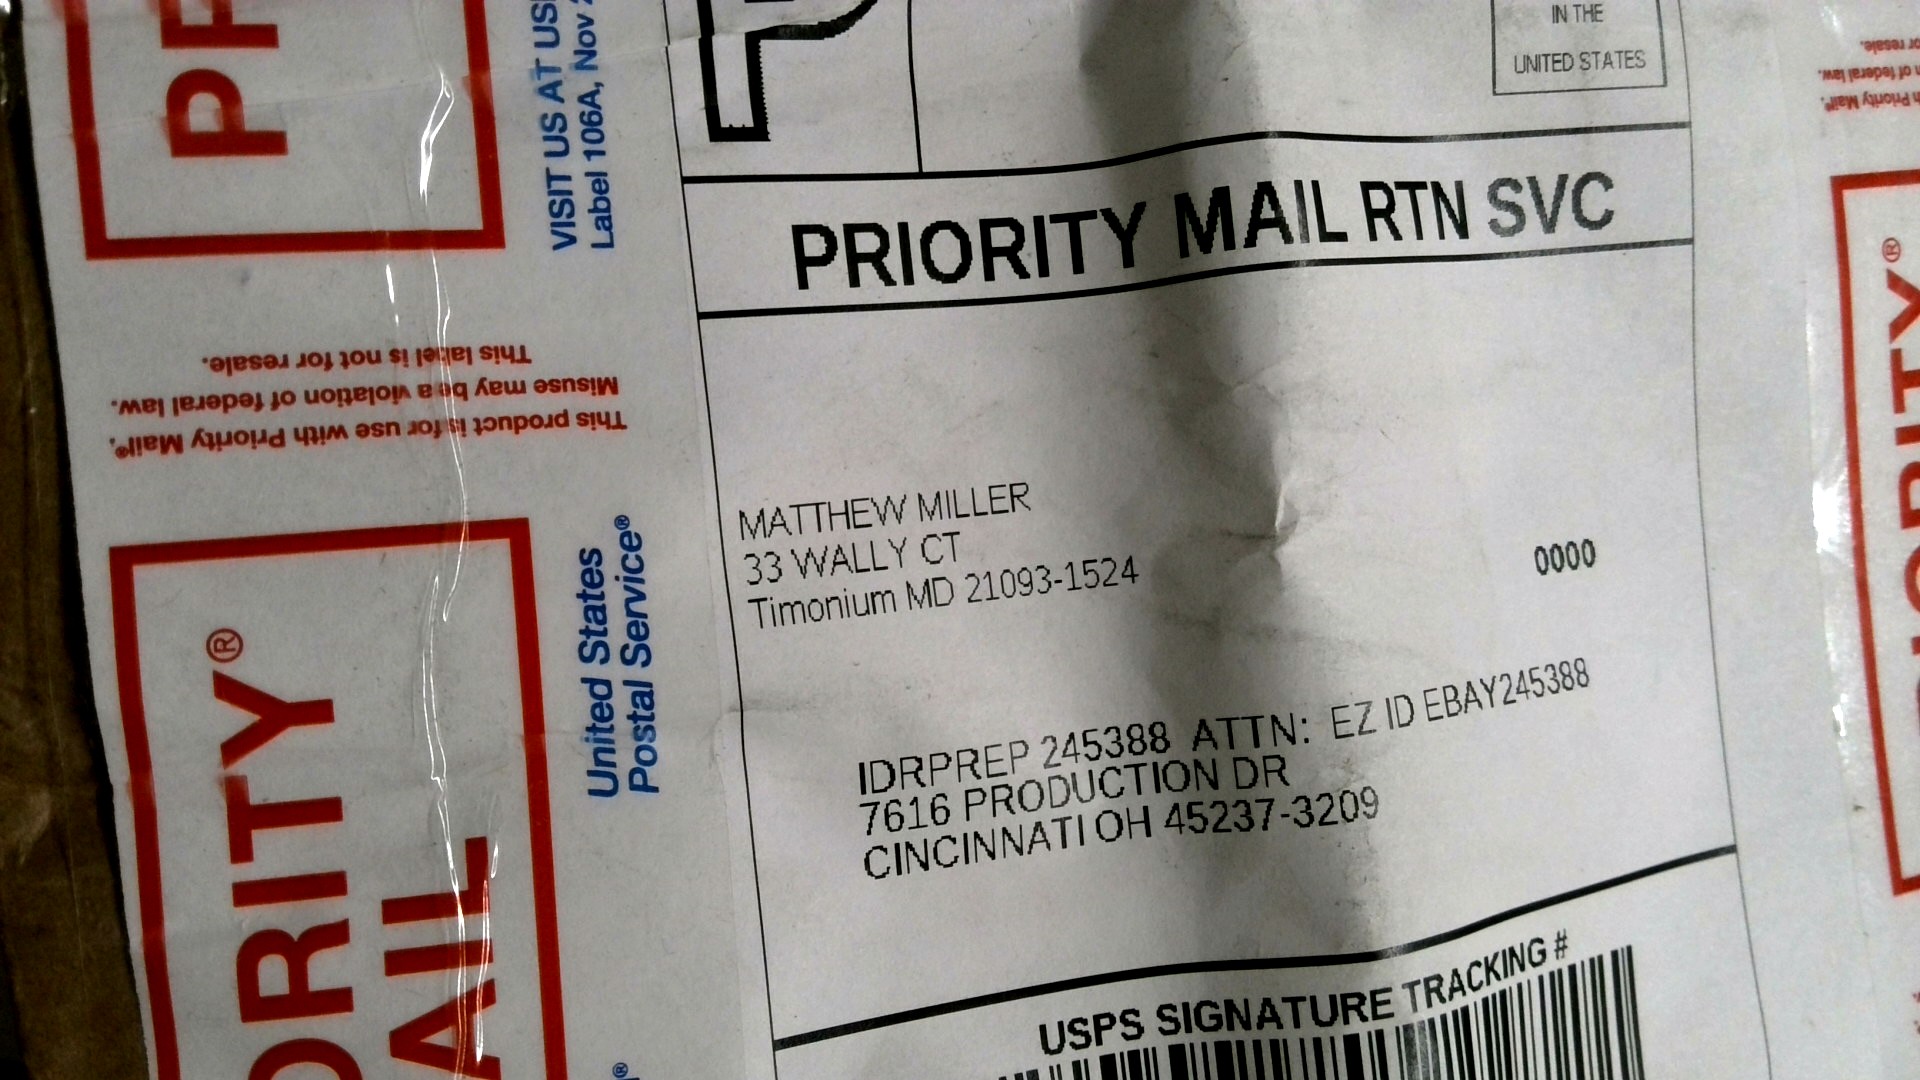 IN THE
UNITED STATES
PRIORITY MAIL RTN SVC
MATTHEW MILLER
33 WALLY CT
Timonium MD 21093-1524
0000
IDRPREP 245388 ATTN: EZ ID EBAY245388
7616 PRODUCTION DR
CINCINNATI OH 45237-3209
USPS SIGNATURE TRACKING #
VISIT US AT
Label 106A, Nov
This product is for use with Priority Mail®.
Misuse may be a violation of federal law.
This label is not for resale.
United States
Postal Service®